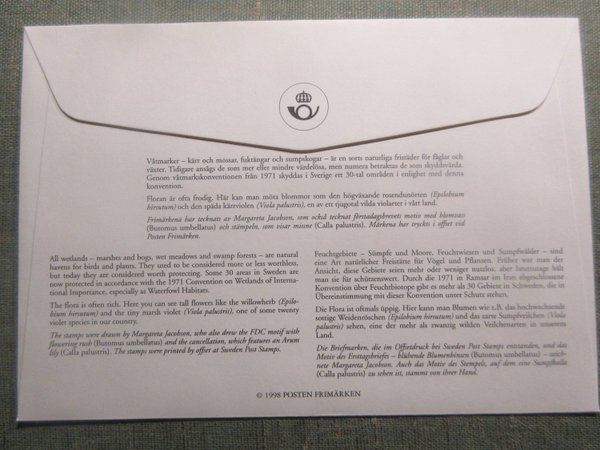 Våtmarker – kärr och mossar, fuktängar och sumpskogar – är en sorts naturliga fristäder för fåglar och
växter. Tidigare ansågs de som mer eller mindre värdelösa, men numera betraktas de som skyddsvärda.
Genom våtmarkskonventionen från 1971 skyddas i Sverige ett 30-tal områden i enlighet med denna
konvention.
Floran är ofta frodig. Här kan man möta blommor som den högväxande rosendunörten (Epilobium
hirsutum) och den späda kärrviolen (Viola palustris), en av ett tjugotal vilda violarter i vårt land.
Frimärkena har tecknats av Margareta Jacobson, som också tecknat förstadagsbrevets motiv med blomvass
(Butomus umbellatus) och stämpeln, som visar missne (Calla palustris). Märkena har tryckts i offset vid
Posten Frimärken.
All wetlands – marshes and bogs, wet meadows and swamp forests – are natural
havens for birds and plants. They used to be considered more or less worthless,
but today they are considered worth protecting. Some 30 areas in Sweden are
now protected in accordance with the 1971 Convention on Wetlands of Interna-
tional Importance, especially as Waterfowl Habitats.
The flora is often rich. Here you can see tall flowers like the willowherb (Epilo-
bium hirsutum) and the tiny marsh violet (Viola palustris), one of some twenty
violet species in our country.
The stamps were drawn by Margareta Jacobson, who also drew the FDC motif with
flowering rush (Butomus umbellatus) and the cancellation, which features an Arum
lily (Calla palustris). The stamps were printed by offset at Sweden Post Stamps.
Feuchtgebiete – Sümpfe und Moore, Feuchtwiesen und Sumpfwälder – sind
eine Art natürlicher Freistätte für Vögel und Pflanzen. Früher war man der
Ansicht, diese Gebiete seien mehr oder weniger nutzlos, aber heutzutage hält
man sie für schützenswert. Durch die 1971 in Ramsar im Iran abgeschlossene
Konvention über Feuchtbiotope gibt es mehr als 30 Gebiete in Schweden, die in
Übereinstimmung mit dieser Konvention unter Schutz stehen.
Die Flora ist oftmals üppig. Hier kann man Blumen wie z.B. das hochwachsende
zottige Weidenröschen (Epilobium hirsutum) und das zarte Sumpfveilchen (Viola
palustris) sehen, eine der mehr als zwanzig wilden Veilchenarten in unserem
Land.
Die Briefmarken, die im Offsetdruck bei Sweden Post Stamps entstanden, und das
Motiv des Ersttagsbriefes – blühende Blumenbinsen (Butomus umbellatus) – zeich-
nete Margareta Jacobson. Auch das Motiv des Stempels, auf dem eine Sumpfkalla
(Calla palustris) zu sehen ist, stammt von ihrer Hand.
© 1998 POSTEN FRIMÄRKEN